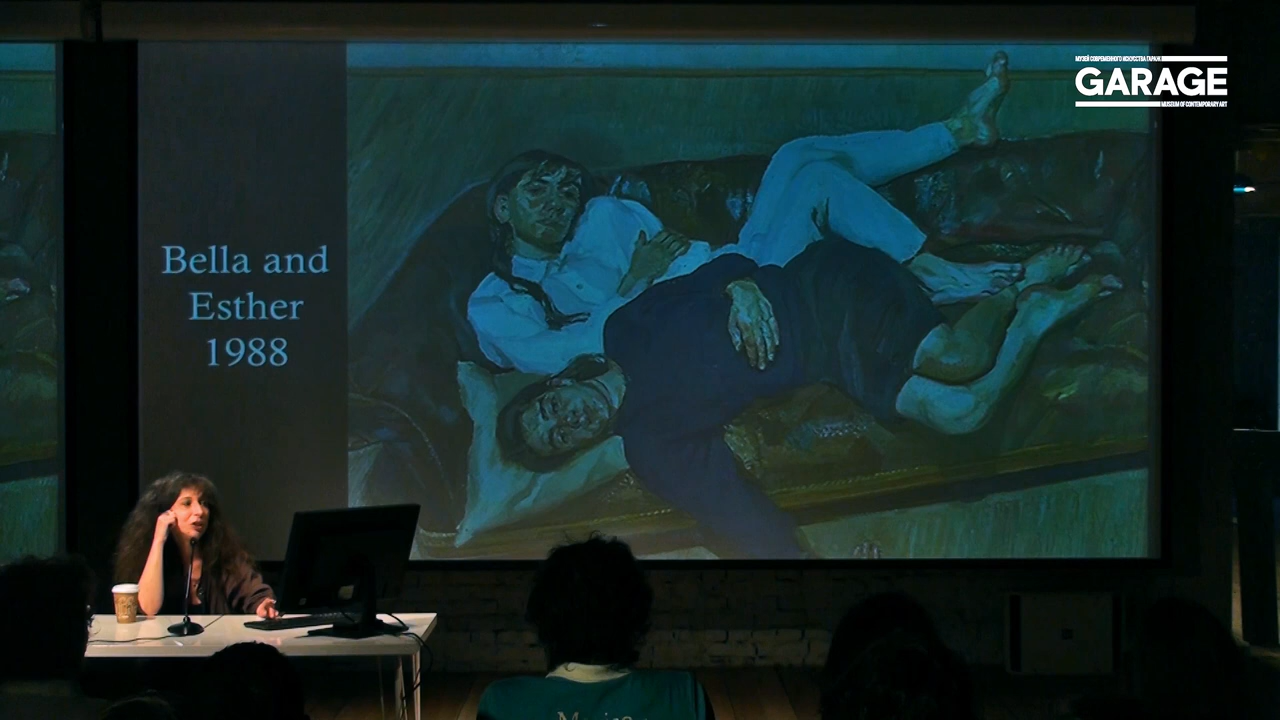 МУЗЕЙ СОВРЕМЕННОГО ИСКУССТВА ГАРАЖ
GARAGE
MUSEUM OF CONTEMPORARY ART
Bella and
Esther
1988